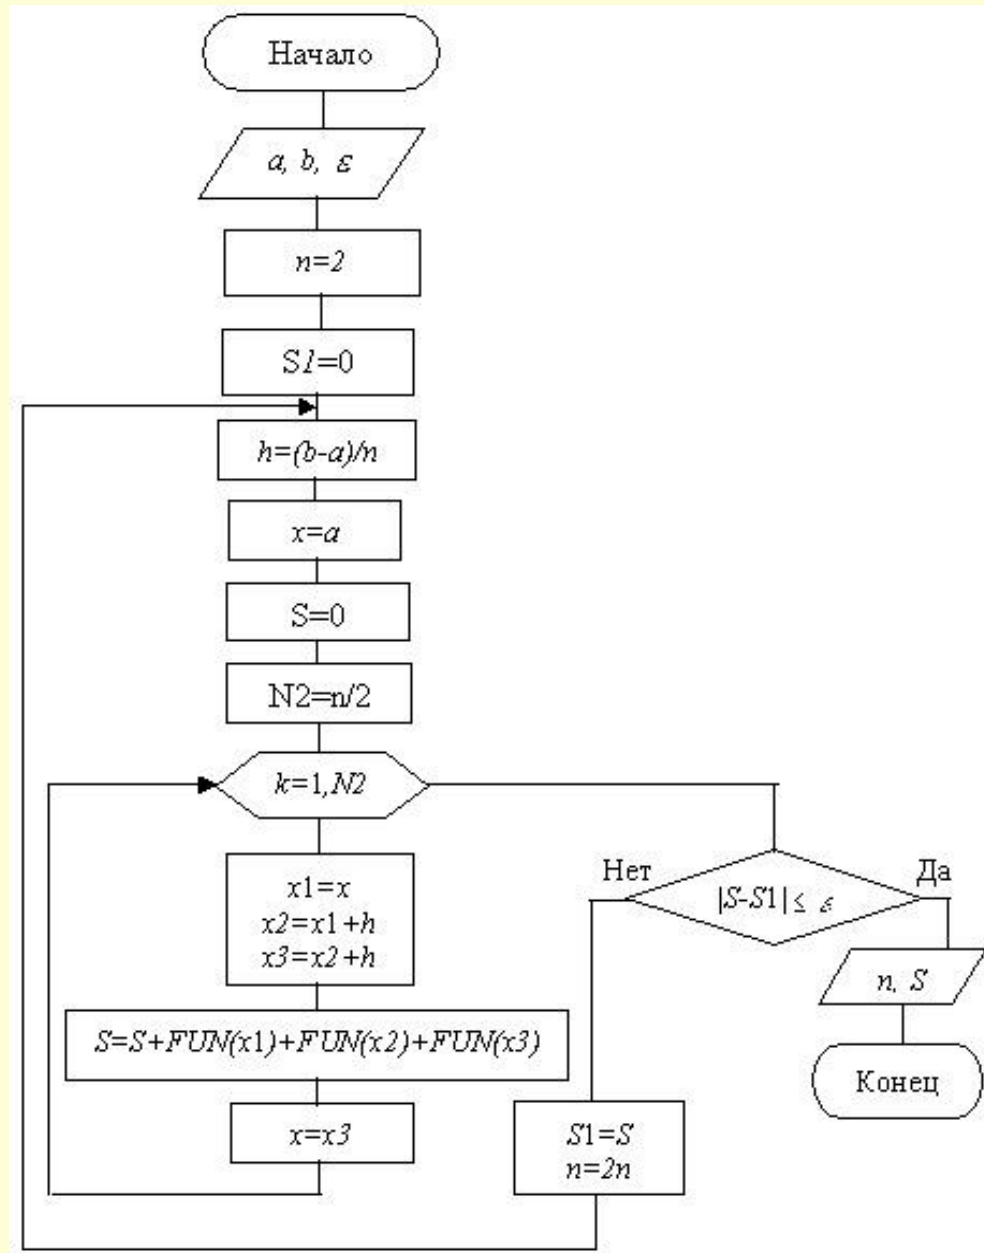 Начало
a, b, ε
n=2
S1=0
h=(b-a)/n
x=a
S=0
N2=n/2
k=1,N2
x1=x
x2=x1+h
x3=x2+h
S=S+FUN(x1)+FUN(x2)+FUN(x3)
x=x3
Нет
Да
|S-S1| ≤ ε
n, S
Конец
S1=S
n=2n